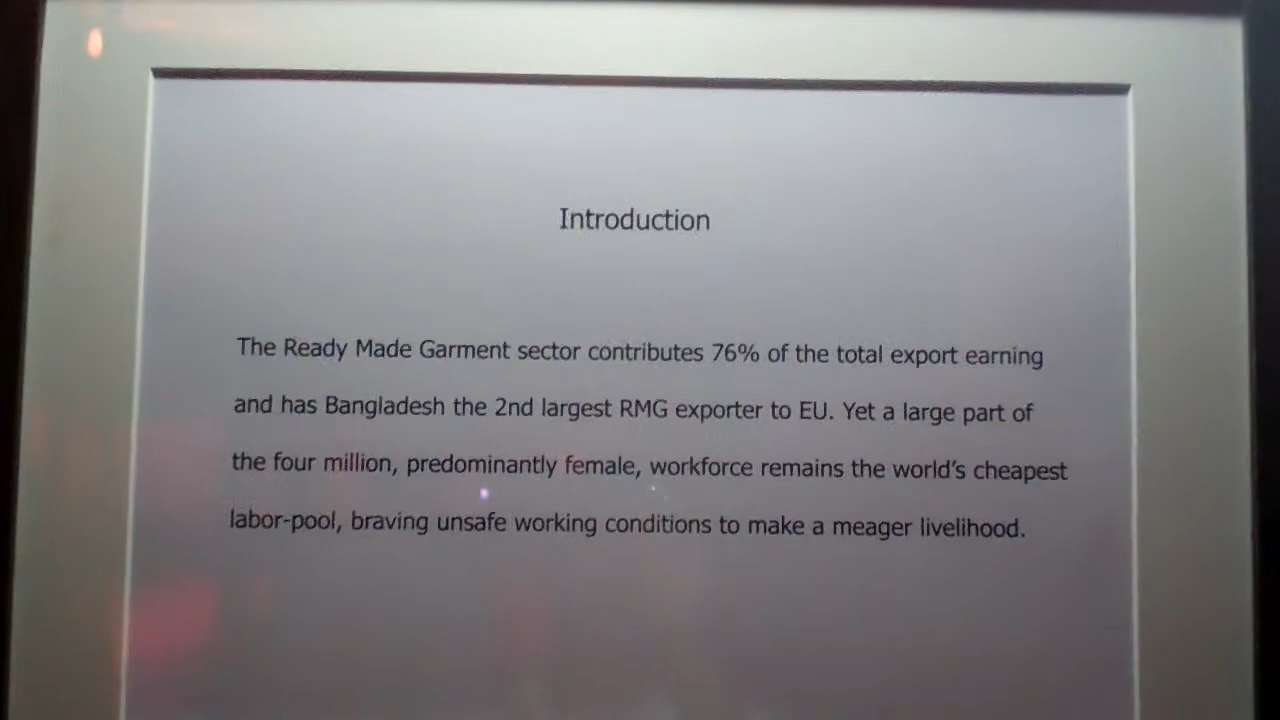 Introduction
The Ready Made Garment sector contributes 76% of the total export earning
and has Bangladesh the 2nd largest RMG exporter to EU. Yet a large part of
the four million, predominantly female, workforce remains the world's cheapest
labor-pool, braving unsafe working conditions to make a meager livelihood.